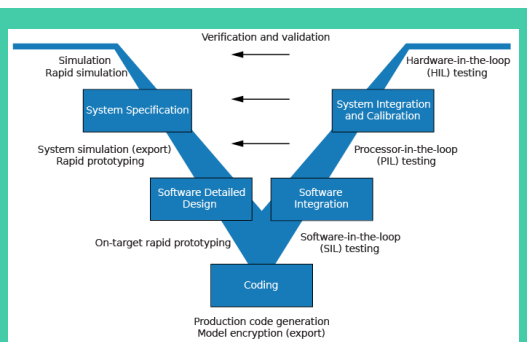 Verification and validation
Simulation
Rapid simulation
Hardware-in-the-loop
(HIL) testing
System Specification
System Integration
and Calibration
System simulation (export)
Rapid prototyping
Processor-in-the-loop
(PIL) testing
Software Detailed
Design
Software
Integration
On-target rapid prototyping
Software-in-the-loop
(SIL) testing
Coding
Production code generation
Model encryption (export)